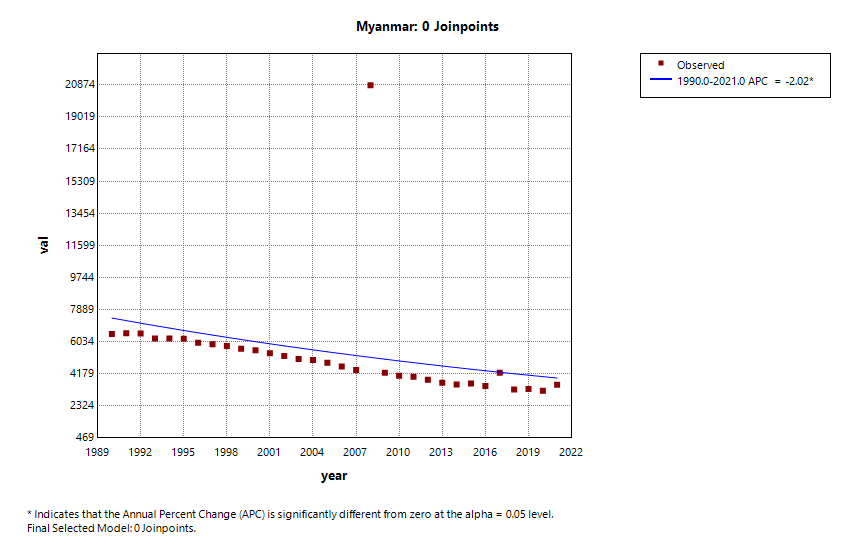 Myanmar: 0 Joinpoints
Observed
1990.0-2021.0 APC = -2.02*
20874
19019
17164
15309
13454
11599
9744
7889
6034
4179
2324
469
val
1989 1992 1995 1998 2001 2004 2007 2010 2013 2016 2019 2022
year
* Indicates that the Annual Percent Change (APC) is significantly different from zero at the alpha = 0.05 level.
Final Selected Model: 0 Joinpoints.